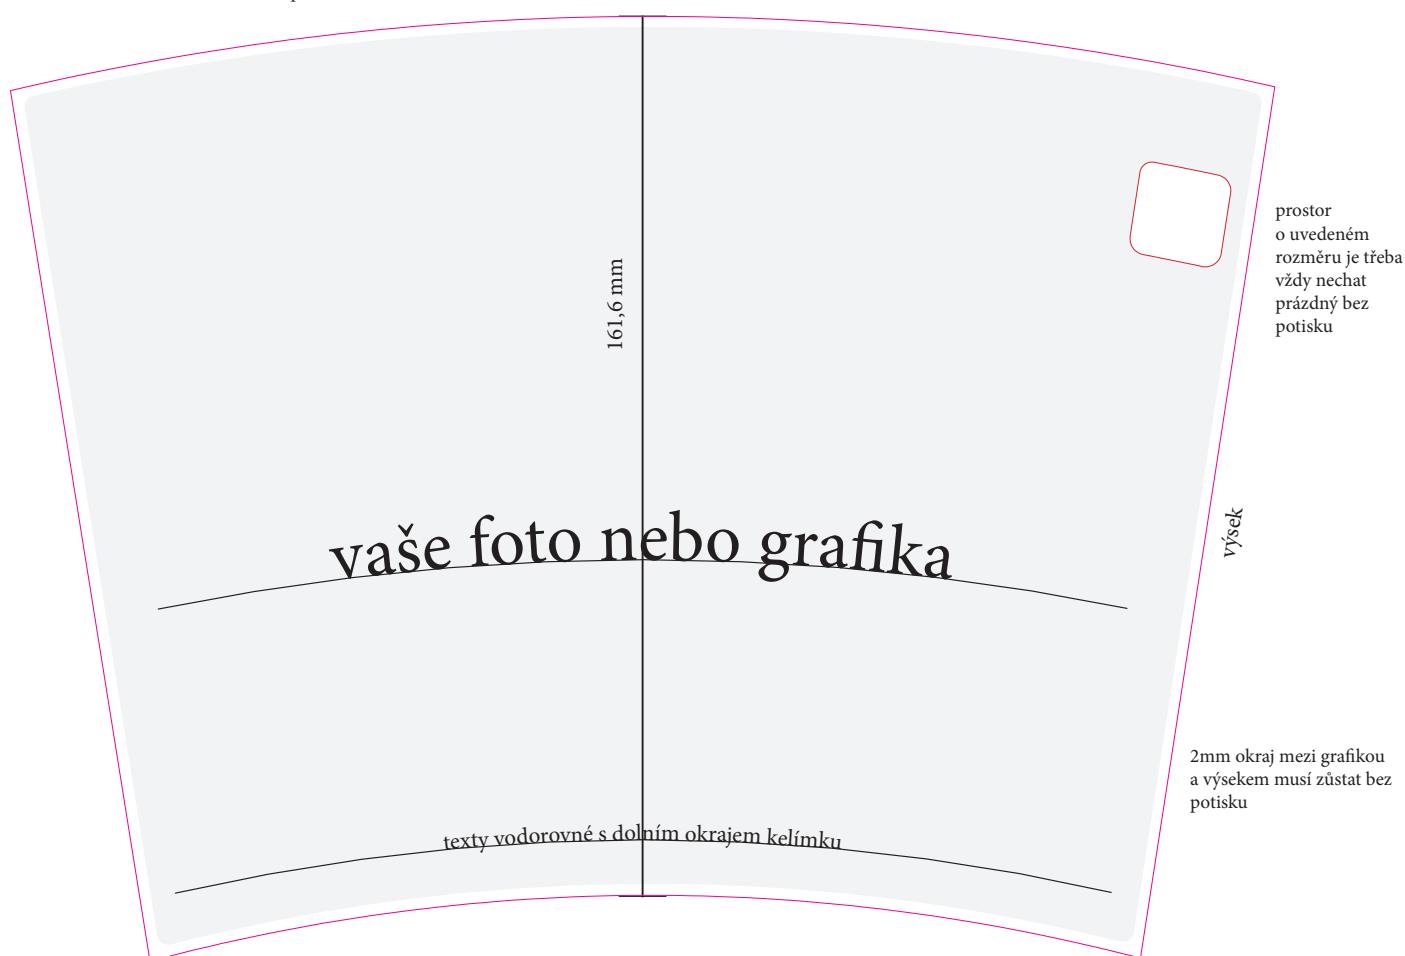 prostor
o uvedeném
rozměru je třeba
vždy nechat
prázdný bez
potisku
161,6 mm
vaše foto nebo grafika
výsek
2mm okraj mezi grafikou
a výsekem musí zůstat bez
potisku
texty vodorovné s dolním okrajem kelímku